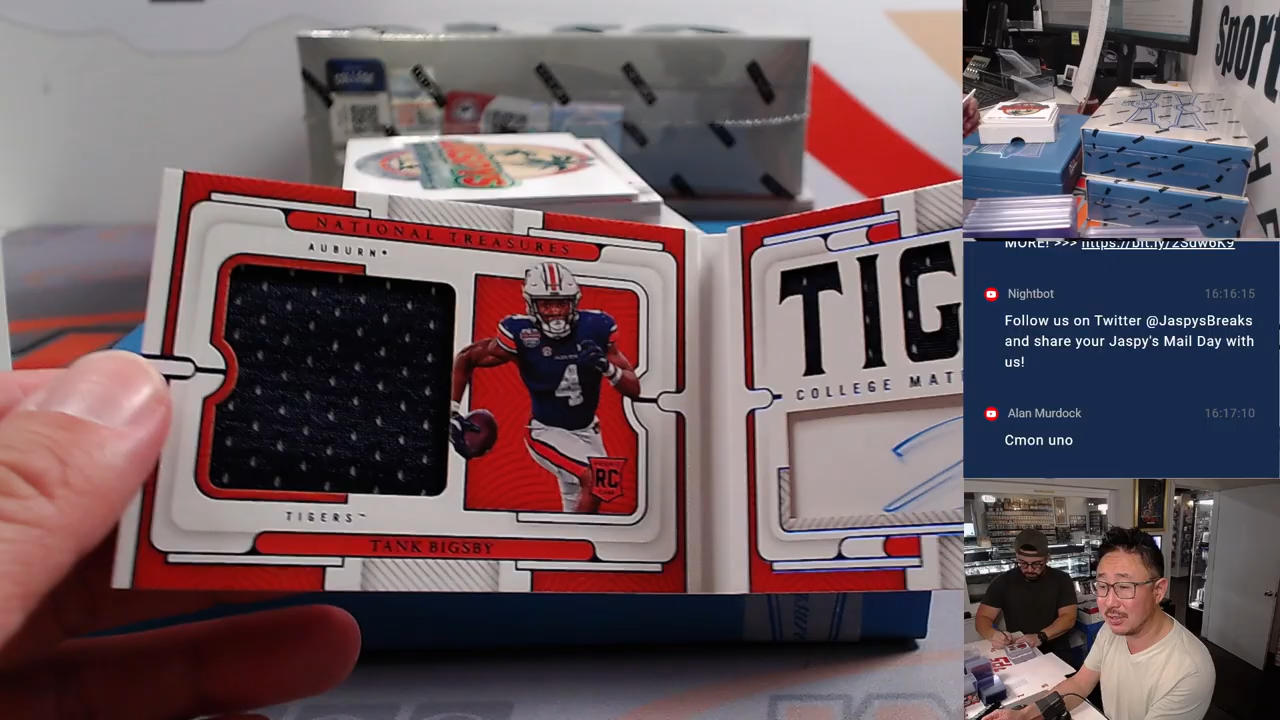 NATIONAL TREASURES
AUBURN
4
RC
TIGERS™
TANK BIGSBY
TIG
COLLEGE MAT
Sport
MORE! >>> https://bit.ly/2Sdw6K9
Nightbot 16:16:15
Follow us on Twitter @JaspysBreaks
and share your Jaspy's Mail Day with
us!
Alan Murdock 16:17:10
Cmon uno